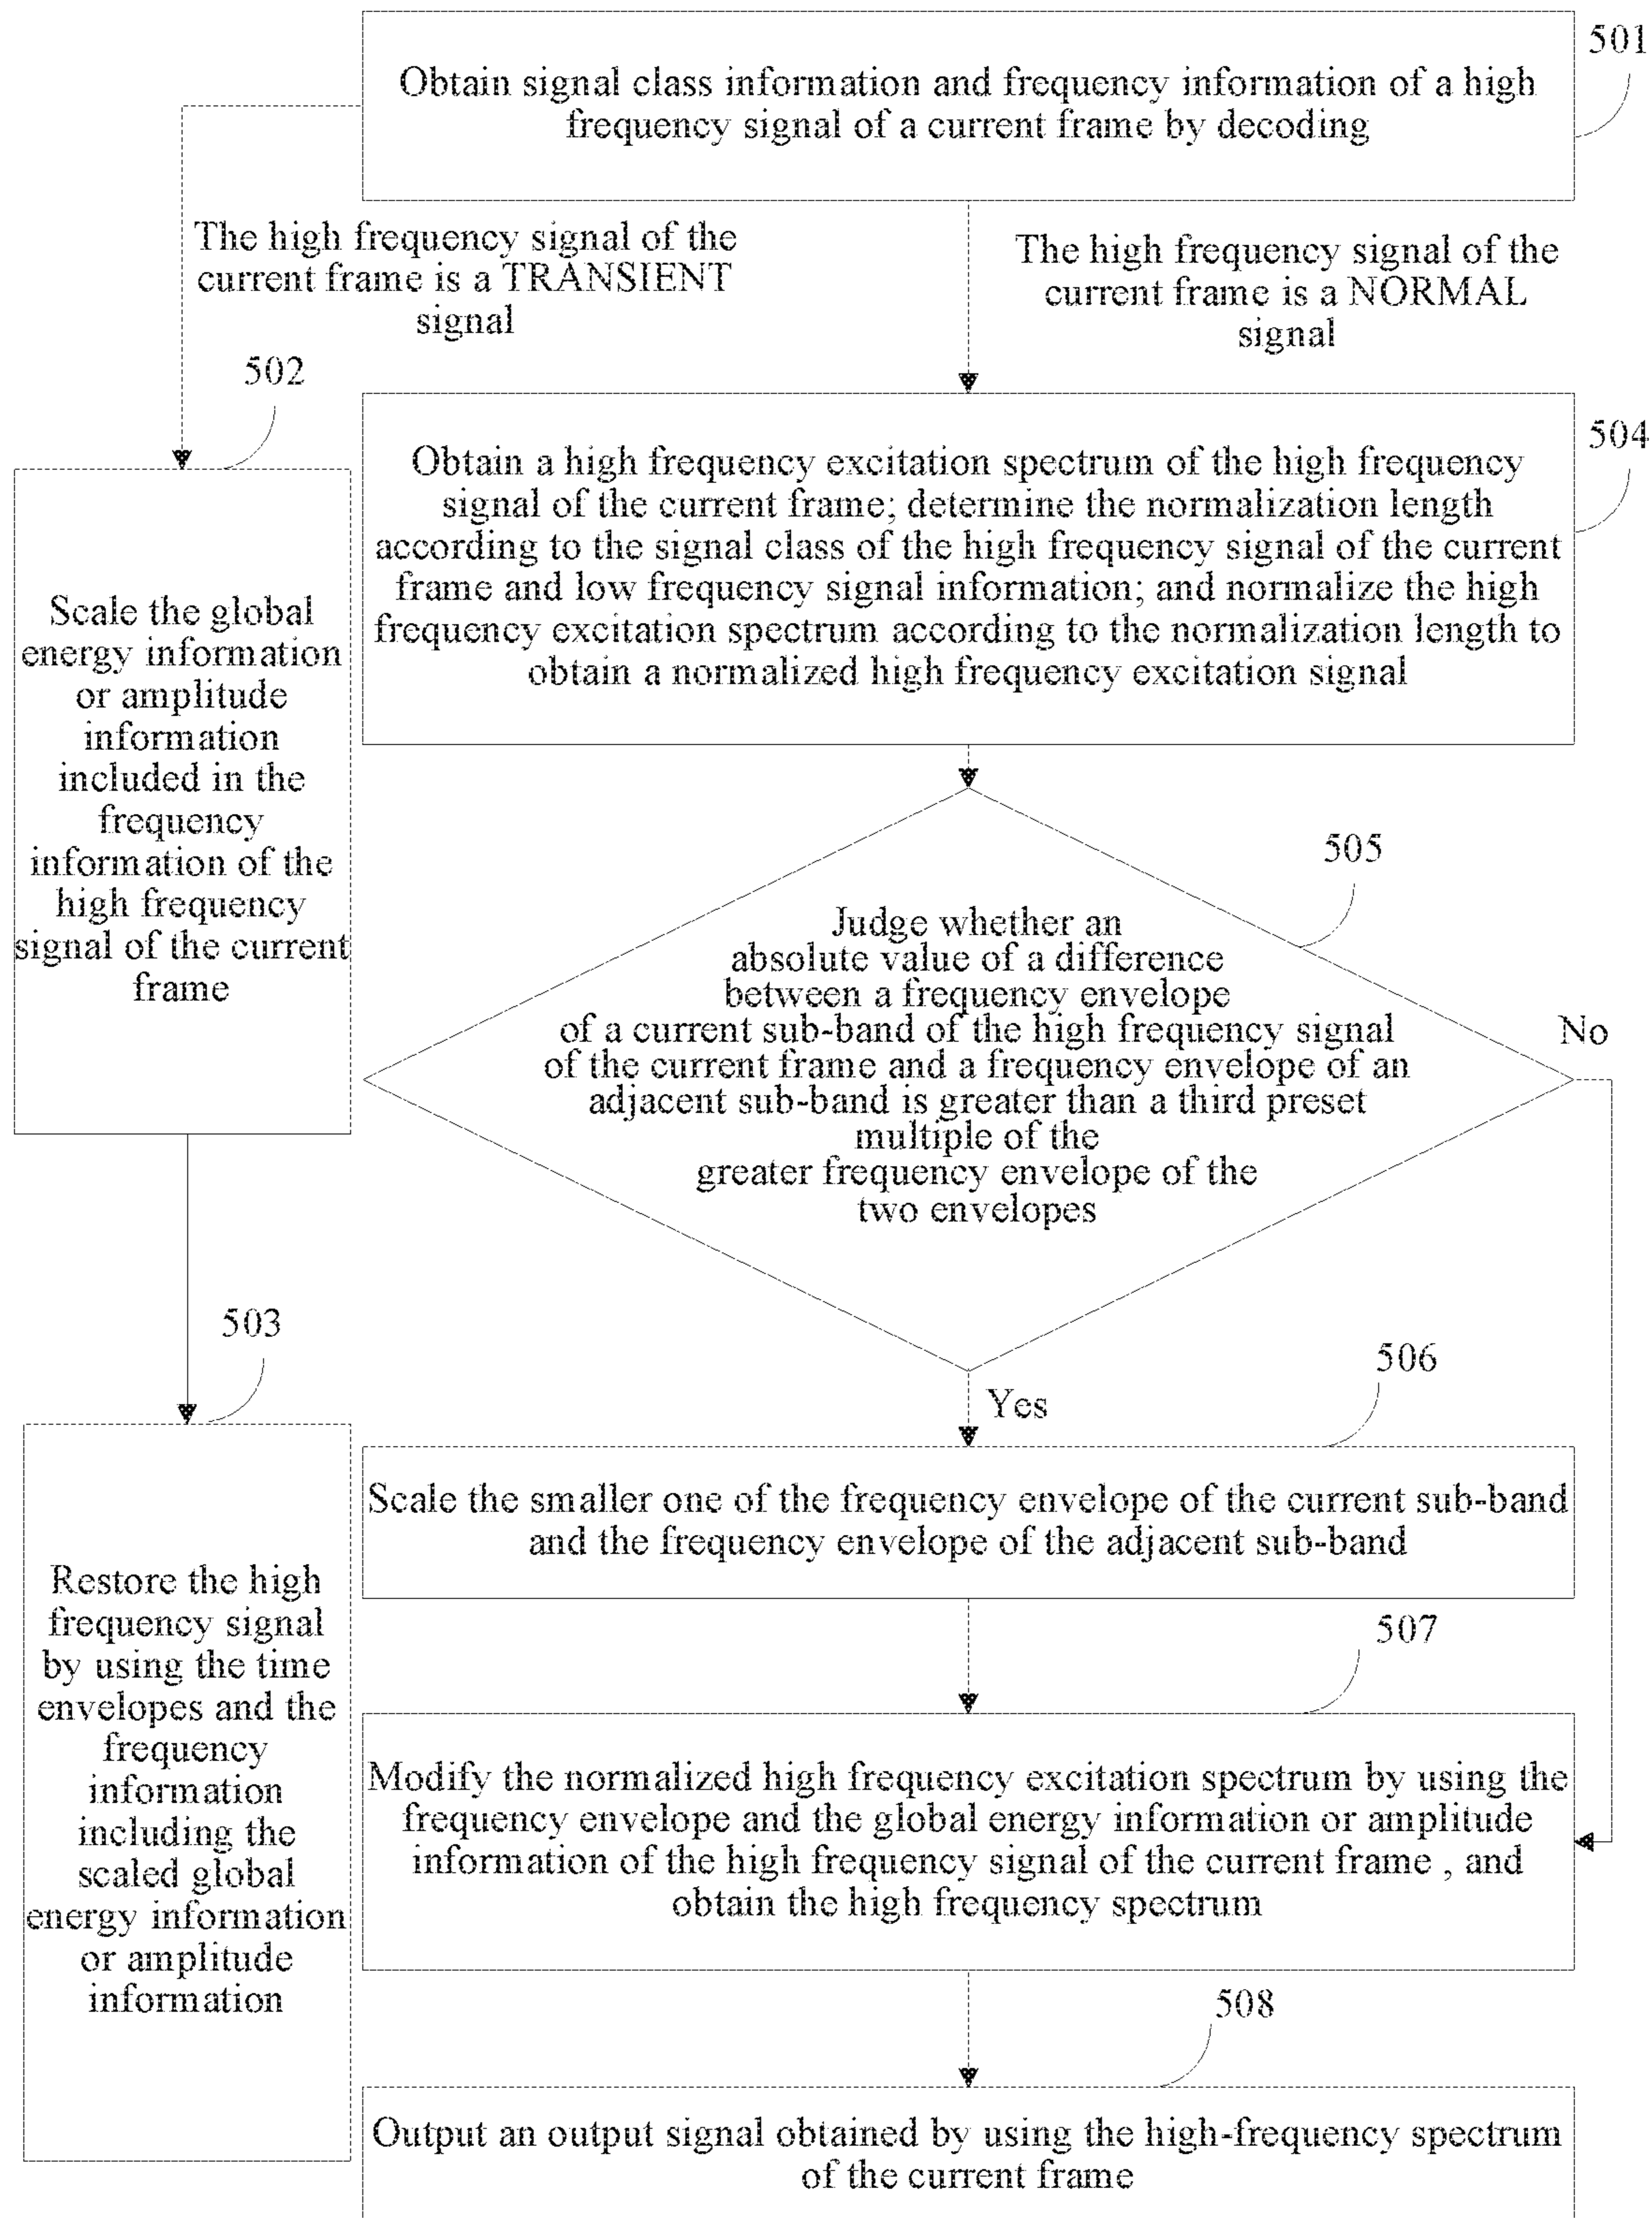 501
Obtain signal class information and frequency information of a high
frequency signal of a current frame by decoding
The high frequency signal of the
current frame is a TRANSIENT
signal
The high frequency signal of the
current frame is a NORMAL
signal
502
504
Obtain a high frequency excitation spectrum of the high frequency
signal of the current frame; determine the normalization length
according to the signal class of the high frequency signal of the current
frame and low frequency signal information; and normalize the high
frequency excitation spectrum according to the normalization length to
obtain a normalized high frequency excitation signal
Scale the global
energy information
or amplitude
information
included in the
frequency
information of the
high frequency
signal of the current
frame
505
Judge whether an
absolute value of a difference
between a frequency envelope
of a current sub-band of the high frequency signal
of the current frame and a frequency envelope of an
adjacent sub-band is greater than a third preset
multiple of the
greater frequency envelope of the
two envelopes
No
503
506
Yes
Scale the smaller one of the frequency envelope of the current sub-band
and the frequency envelope of the adjacent sub-band
Restore the high
frequency signal
by using the time
envelopes and the
frequency
information
including the
scaled global
energy information
or amplitude
information
507
Modify the normalized high frequency excitation spectrum by using the
frequency envelope and the global energy information or amplitude
information of the high frequency signal of the current frame , and
obtain the high frequency spectrum
508
Output an output signal obtained by using the high-frequency spectrum
of the current frame